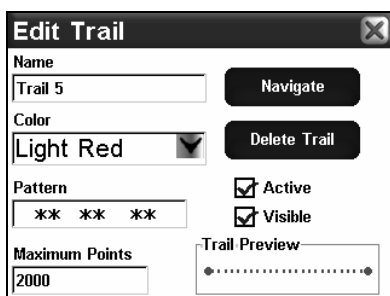 Edit Trail
Name
Trail 5
Navigate
Color
Light Red
Delete Trail
Pattern
** ** **
Active
Visible
Maximum Points
2000
Trail Preview